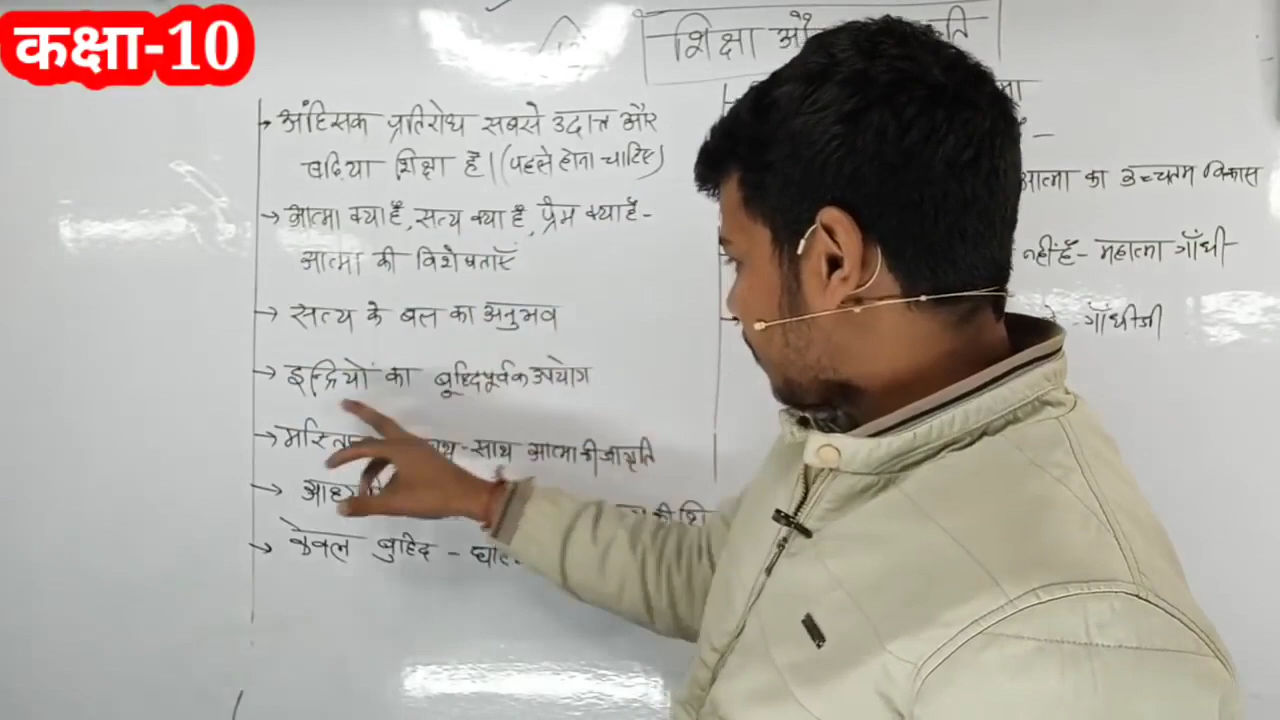 कक्षा-10
शिक्षा
→ अहिंसक प्रतिरोध सबसे उदात्त और
बढ़िया शिक्षा है। (पहले होना चाहिए)
→ आत्मा क्या है, सत्य क्या है, प्रेम क्या है -
आत्मा की विशेषताएँ
→ सत्य के बल का अनुभव
→ इन्द्रियों का बुद्धिपूर्वक उपयोग
→ साथ आत्मा की जागृति
→
→ केवल बुद्धि -
आत्मा का उच्चतम विकास
नहीं है - महात्मा गाँधी
- गाँधीजी